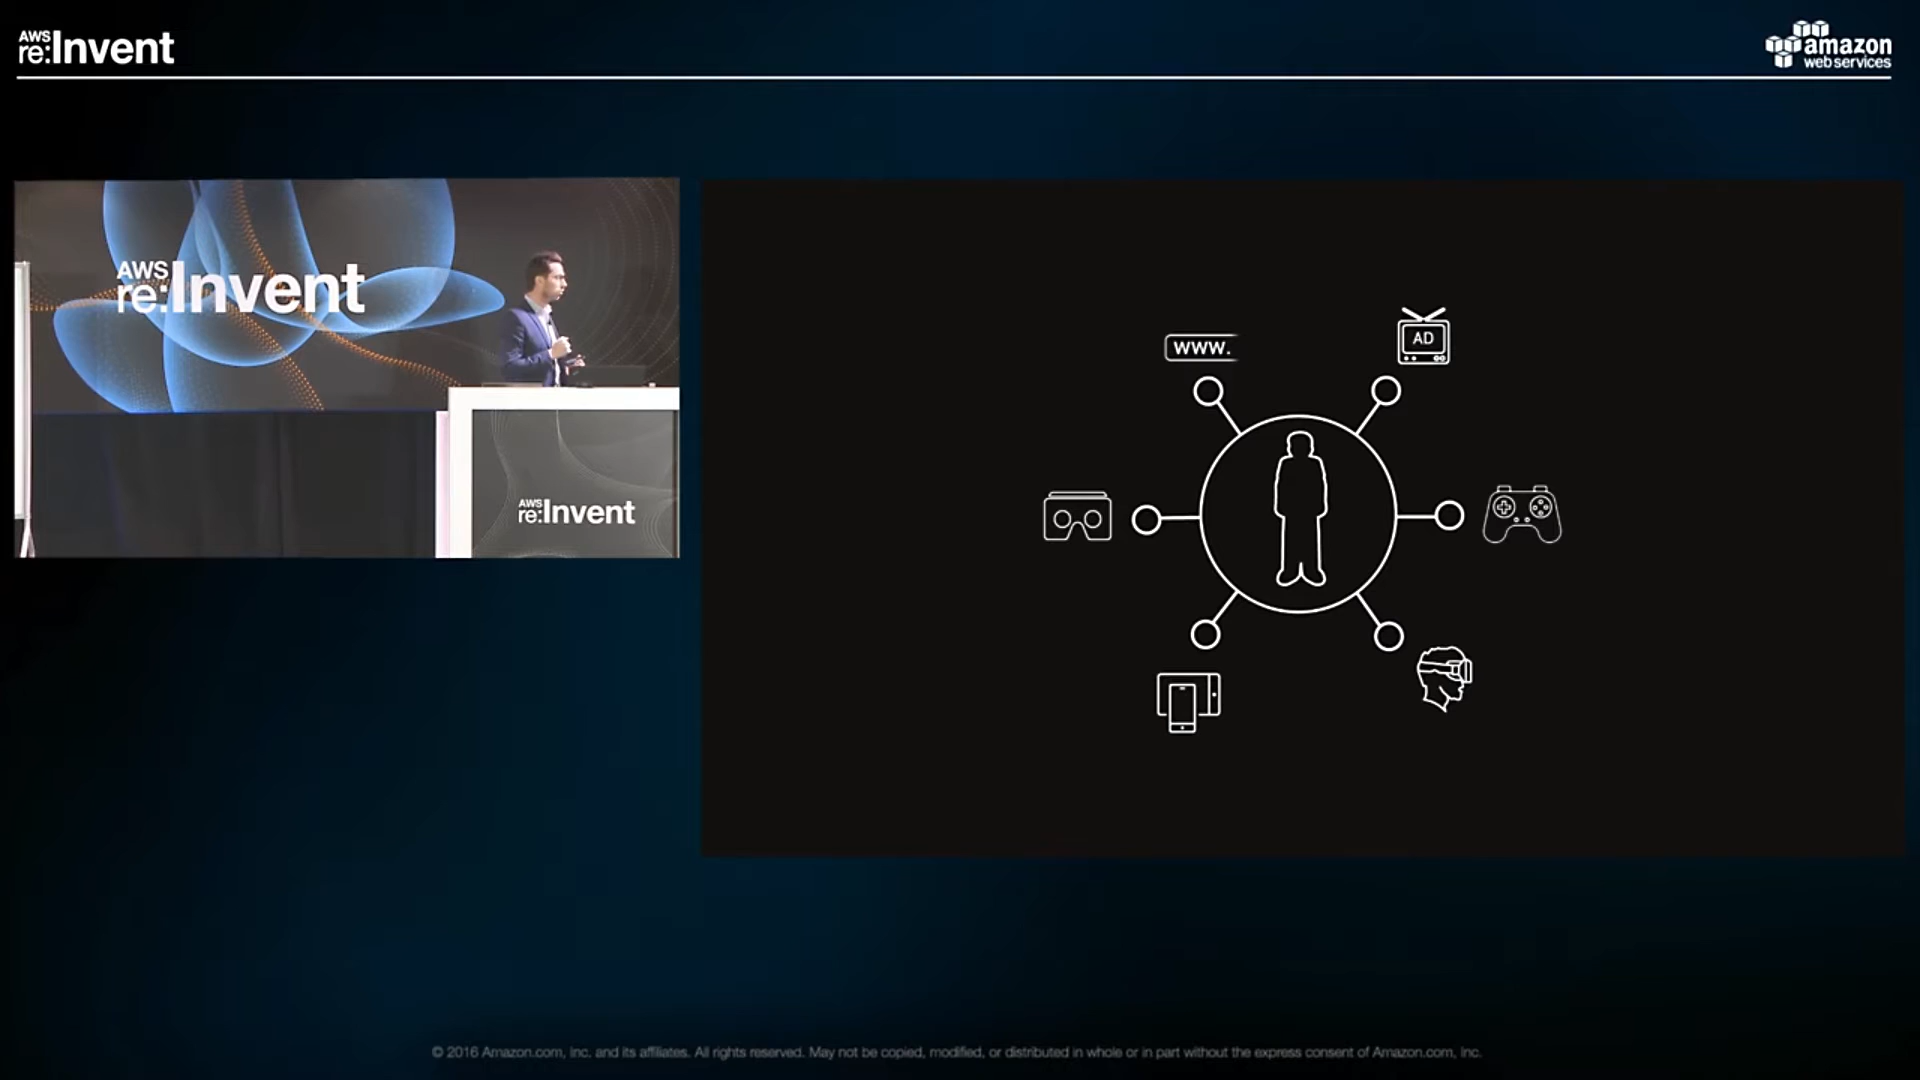 AWS
re:Invent
amazon
web services
AWS
re:Invent
AWS
re:Invent
www.
AD
© 2016 Amazon.com, Inc. and its affiliates. All rights reserved. May not be copied, modified, or distributed in whole or in part without the express consent of Amazon.com, Inc.